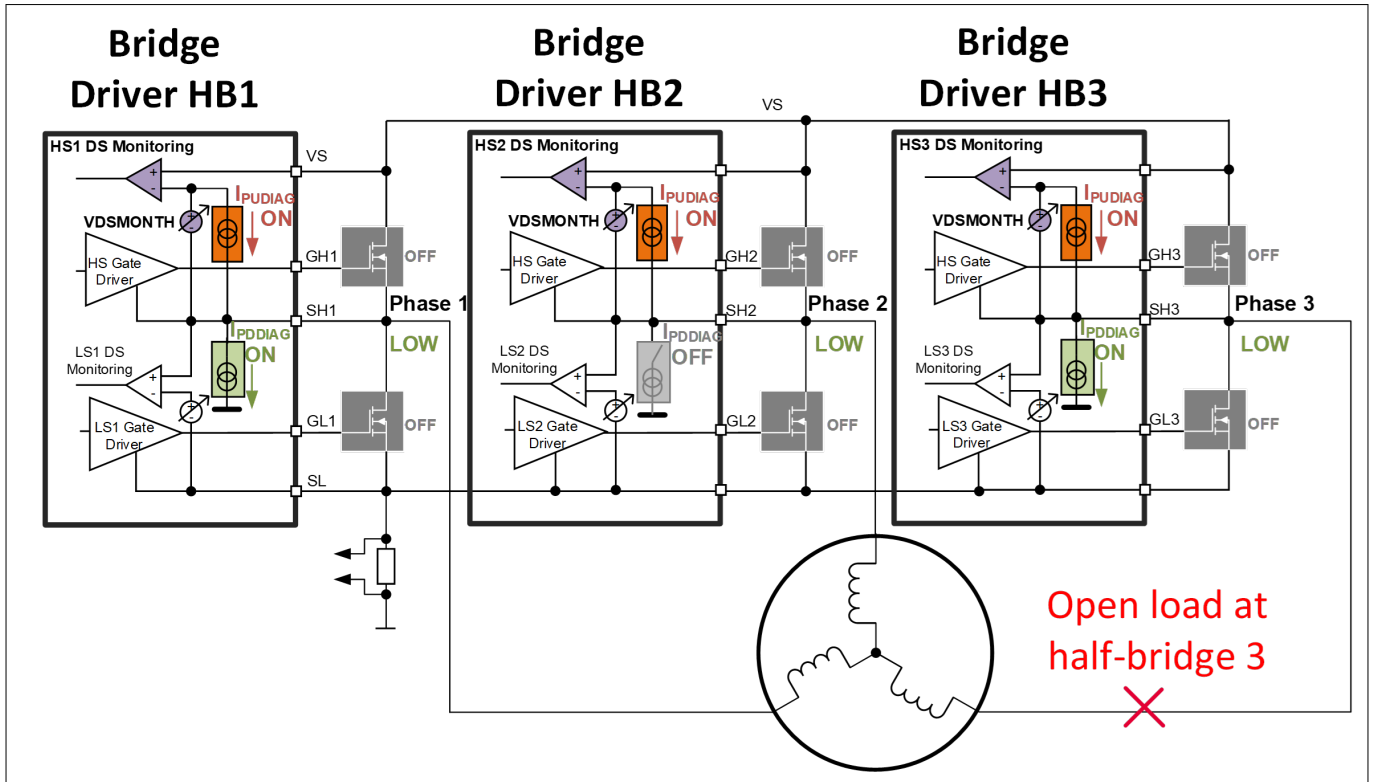 Bridge
Driver HB1
Bridge
Driver HB2
Bridge
Driver HB3
VS
HS1 DS Monitoring
VS
+
-
IPUDIAG
ON
VDSMONTH
+
-
HS Gate
Driver
GH1
OFF
SH1
Phase 1
LOW
IPDDIAG
ON
LS1 DS
Monitoring
+
-
+
-
LS1 Gate
Driver
GL1
OFF
SL
HS2 DS Monitoring
+
-
IPUDIAG
ON
VDSMONTH
+
-
HS Gate
Driver
GH2
OFF
SH2
Phase 2
LOW
IPDDIAG
OFF
LS2 DS
Monitoring
+
-
+
-
LS2 Gate
Driver
GL2
OFF
HS3 DS Monitoring
+
-
IPUDIAG
ON
VDSMONTH
+
-
HS Gate
Driver
GH3
OFF
SH3
Phase 3
LOW
IPDDIAG
ON
LS3 DS
Monitoring
+
-
+
-
LS3 Gate
Driver
GL3
OFF
Open load at
half-bridge 3